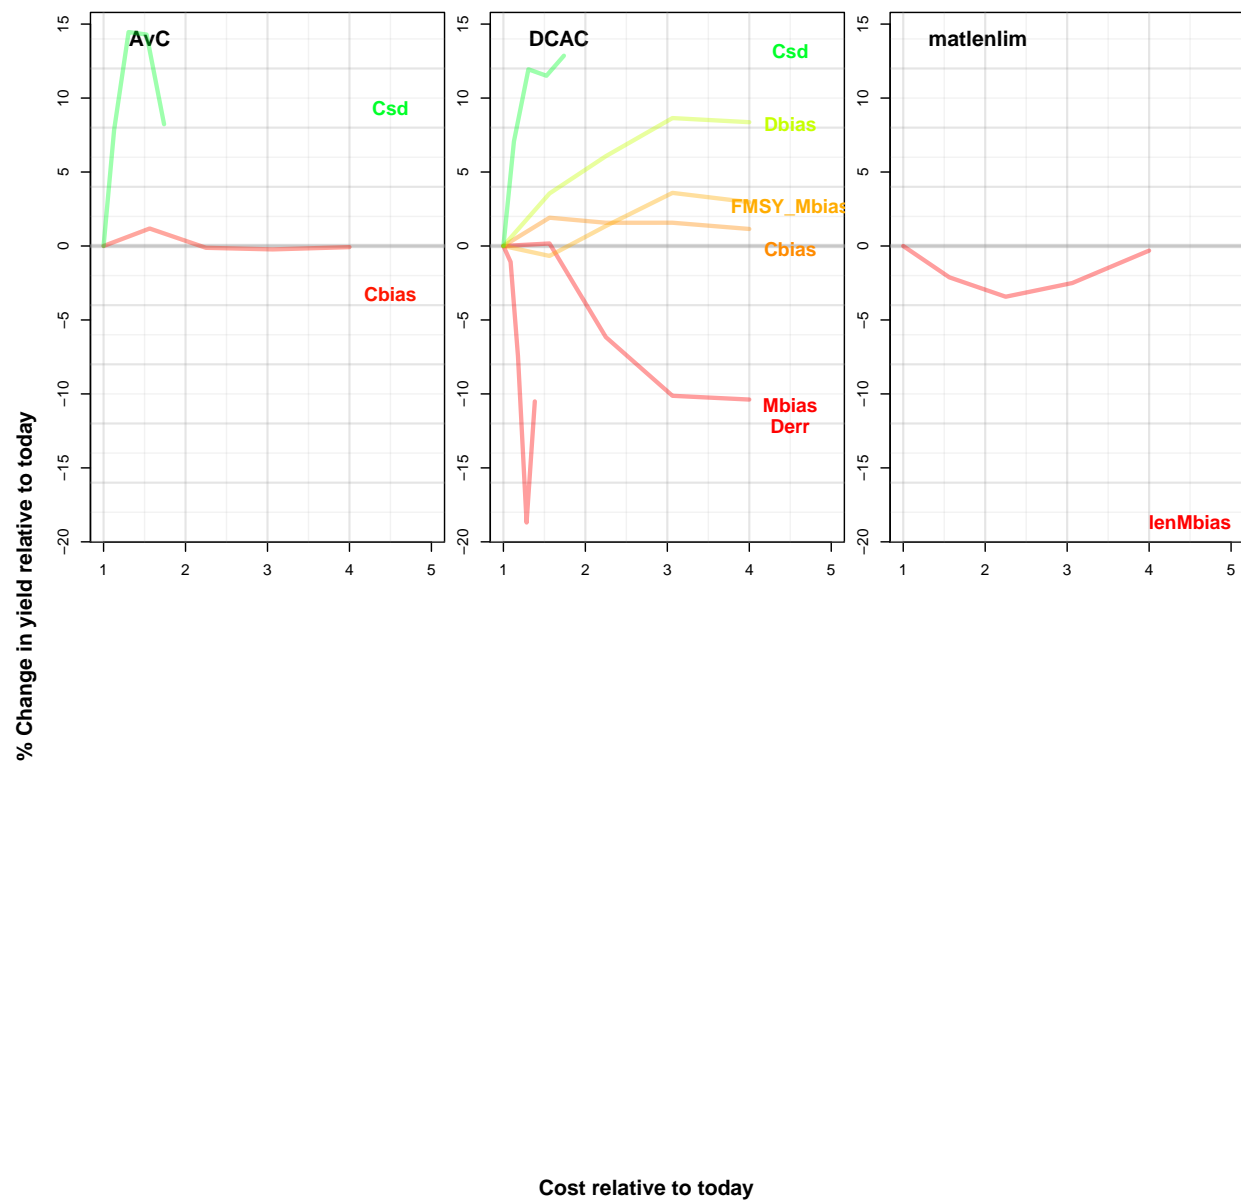 % Change in yield relative to today
AvC
15
10
5
0
−5
−10
−15
−20
Csd
Cbias
1 2 3 4 5
DCAC
15
10
5
0
−5
−10
−15
−20
Csd
Dbias
FMSY_Mbias
Cbias
Mbias
Derr
1 2 3 4 5
matlenlim
15
10
5
0
−5
−10
−15
−20
lenMbias
1 2 3 4 5
Cost relative to today